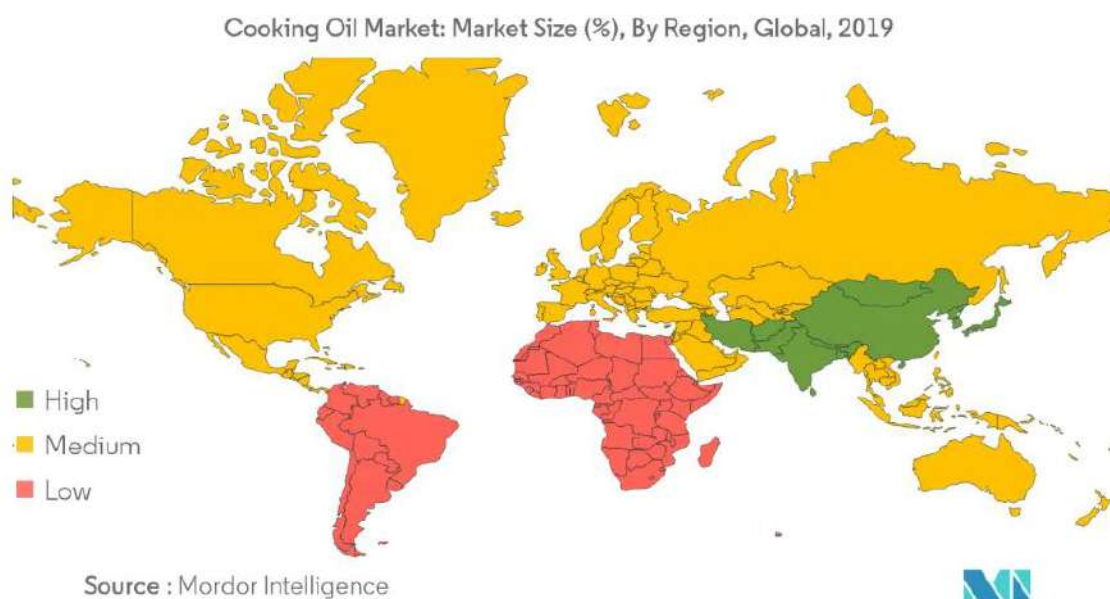 Cooking Oil Market: Market Size (%), By Region, Global, 2019
High
Medium
Low
Source : Mordor Intelligence